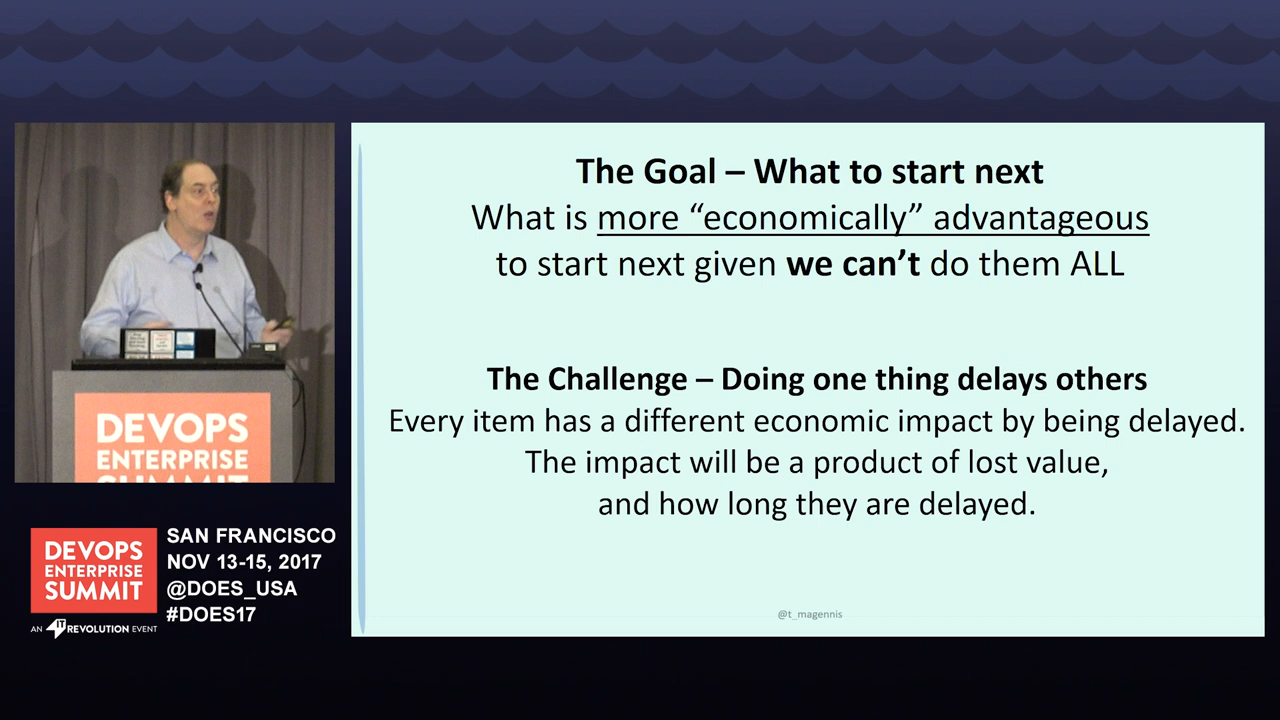 The Goal – What to start next
What is more “economically” advantageous
to start next given we can’t do them ALL
The Challenge – Doing one thing delays others
Every item has a different economic impact by being delayed.
The impact will be a product of lost value,
and how long they are delayed.
@t_magennis
DEVOPS
ENTERPRISE
DEVOPS
ENTERPRISE
SUMMIT
AN IT REVOLUTION EVENT
SAN FRANCISCO
NOV 13-15, 2017
@DOES_USA
#DOES17